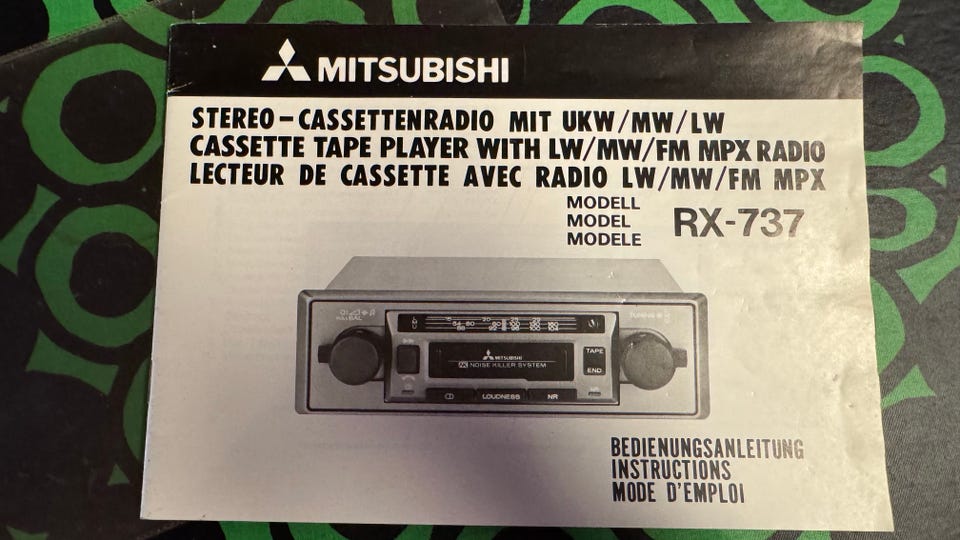 MITSUBISHI
STEREO-CASSETTENRADIO MIT UKW/MW/LW
CASSETTE TAPE PLAYER WITH LW/MW/FM MPX RADIO
LECTEUR DE CASSETTE AVEC RADIO LW/MW/FM MPX
MODELL
MODEL
MODELE
RX-737
MITSUBISHI
NOISE KILLER SYSTEM
TAPE
END
LOUDNESS
NR
BEDIENUNGSANLEITUNG
INSTRUCTIONS
MODE D'EMPLOI